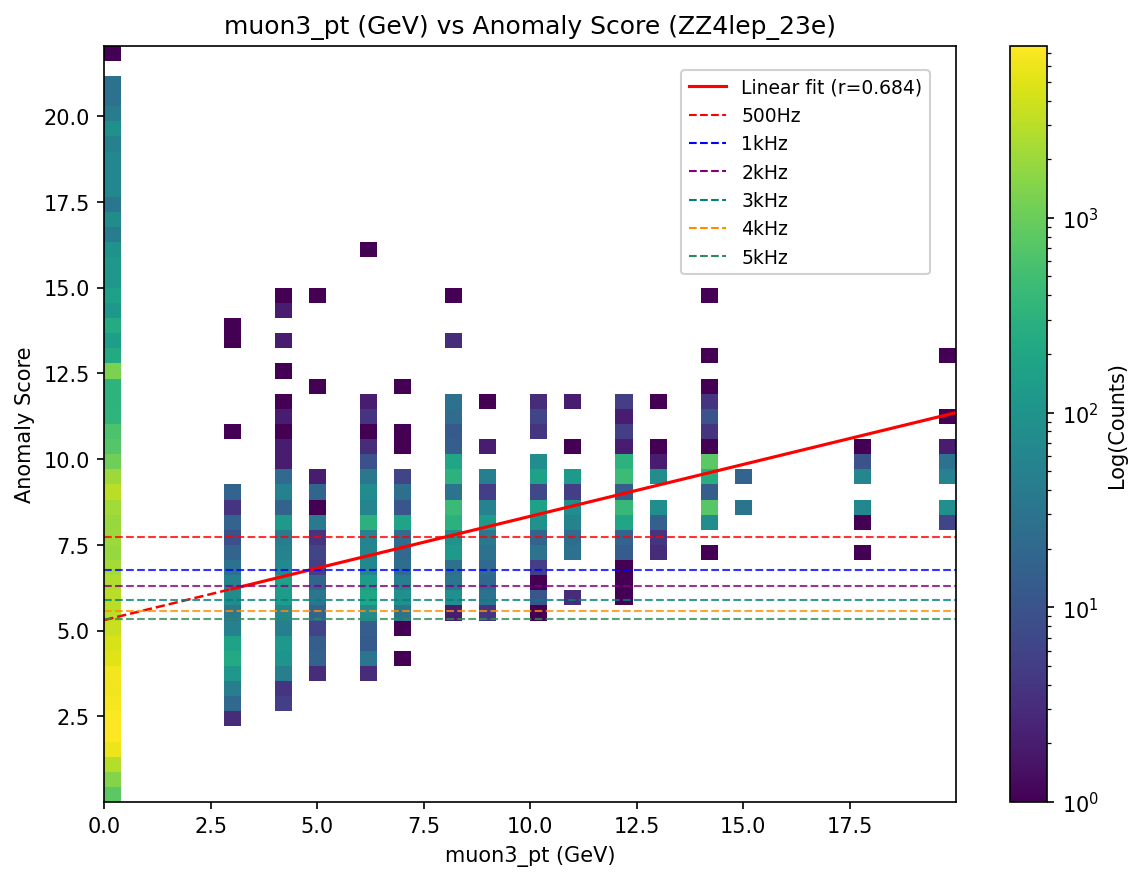 muon3_pt (GeV) vs Anomaly Score (ZZ4lep_23e)
Linear fit (r=0.684)
500Hz
1kHz
2kHz
3kHz
4kHz
5kHz
20.0
17.5
15.0
12.5
10.0
7.5
5.0
2.5
Anomaly Score
0.0 2.5 5.0 7.5 10.0 12.5 15.0 17.5
muon3_pt (GeV)
10³
10²
10¹
10⁰
Log(Counts)